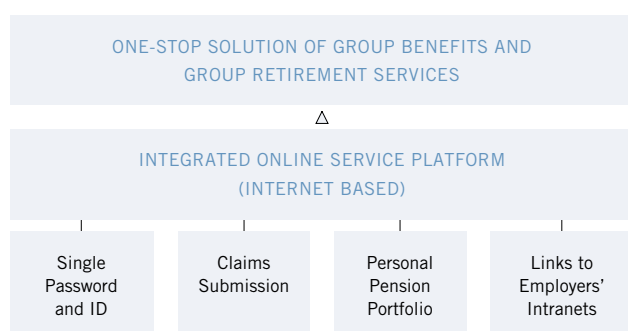 ONE-STOP SOLUTION OF GROUP BENEFITS AND
GROUP RETIREMENT SERVICES
INTEGRATED ONLINE SERVICE PLATFORM
(INTERNET BASED)
Single
Password
and ID
Claims
Submission
Personal
Pension
Portfolio
Links to
Employers’
Intranets